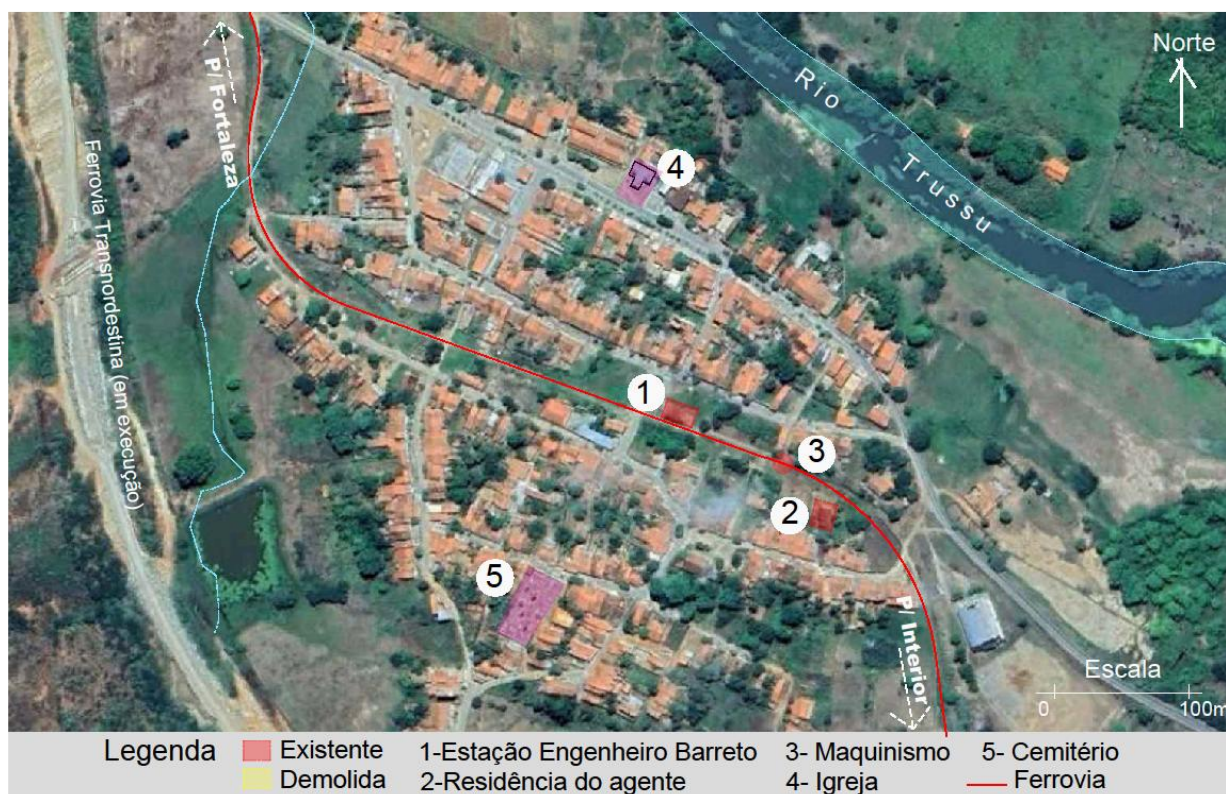 Norte
P/ Fortaleza
Rio Trussu
4
Ferrovia Transnordestina (em execução)
1
3
2
5
P/ Interior
Escala
0 100m
Legenda
Existente
Demolida
1-Estação Engenheiro Barreto
2-Residência do agente
3- Maquinismo
4- Igreja
5- Cemitério
Ferrovia